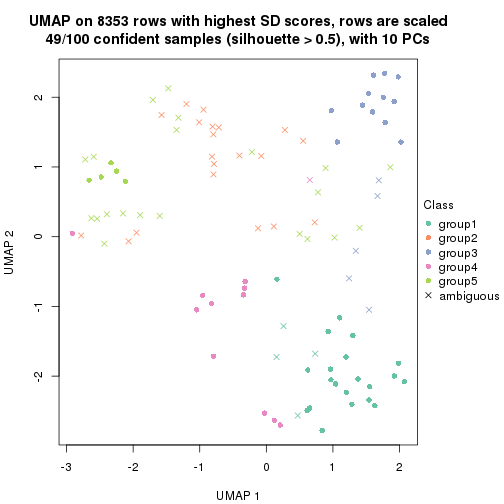 UMAP on 8353 rows with highest SD scores, rows are scaled
49/100 confident samples (silhouette > 0.5), with 10 PCs
UMAP 2
2
1
0
-1
-2
-3
-2
-1
0
1
2
UMAP 1
Class
group1
group2
group3
group4
group5
ambiguous